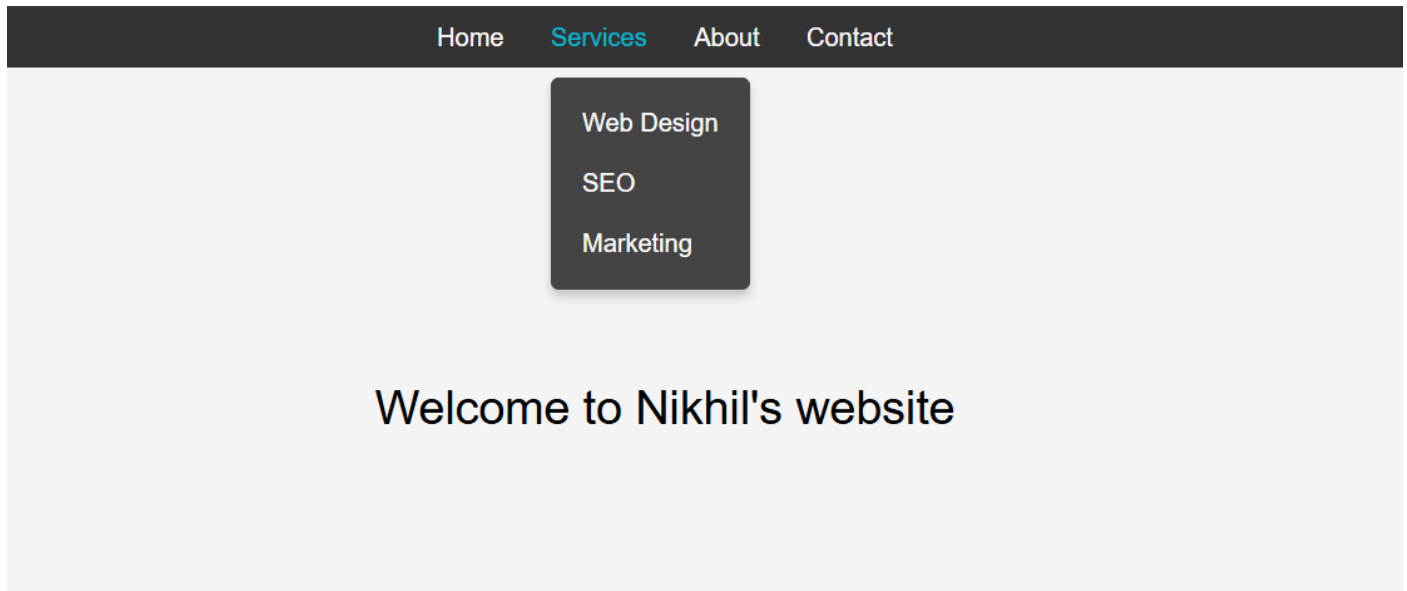 Home Services About Contact
Web Design
SEO
Marketing
Welcome to Nikhil's website